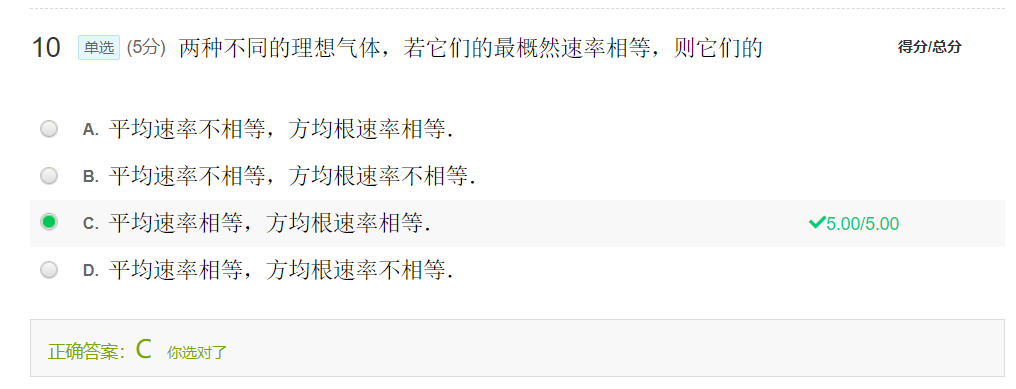 10 单选 (5分) 两种不同的理想气体，若它们的最概然速率相等，则它们的 得分/总分
A. 平均速率不相等，方均根速率相等．
B. 平均速率不相等，方均根速率不相等．
C. 平均速率相等，方均根速率相等． 5.00/5.00
D. 平均速率相等，方均根速率不相等．
正确答案：C 你选对了